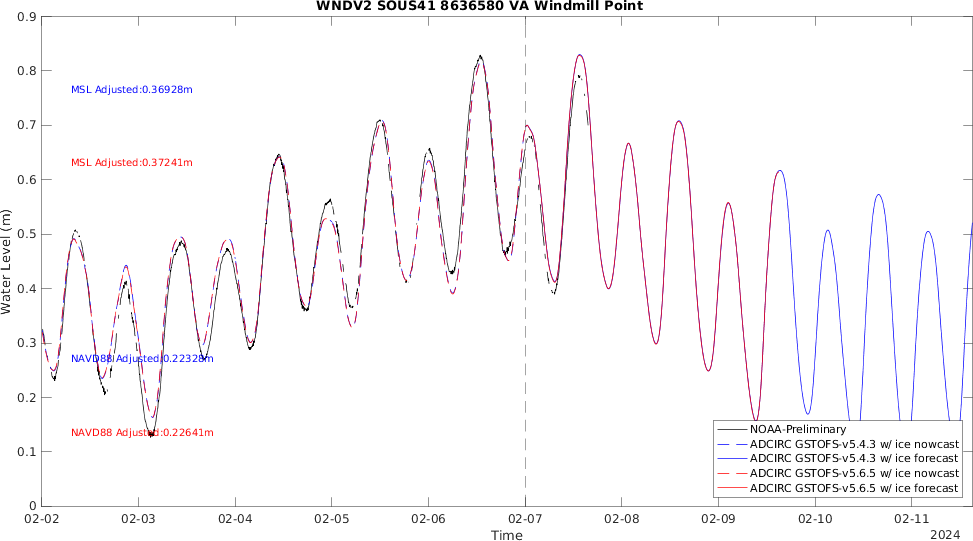 WNDV2 SOUS41 8636580 VA Windmill Point
0.9
0.8
0.7
0.6
0.5
0.4
0.3
0.2
0.1
0
Water Level (m)
MSL Adjusted:0.36928m
MSL Adjusted:0.37241m
NAVD88 Adjusted:0.22328m
NAVD88 Adjusted:0.22641m
NOAA-Preliminary
ADCIRC GSTOFS-v5.4.3 w/ ice nowcast
ADCIRC GSTOFS-v5.4.3 w/ ice forecast
ADCIRC GSTOFS-v5.6.5 w/ ice nowcast
ADCIRC GSTOFS-v5.6.5 w/ ice forecast
02-02 02-03 02-04 02-05 02-06 02-07 02-08 02-09 02-10 02-11
Time
2024